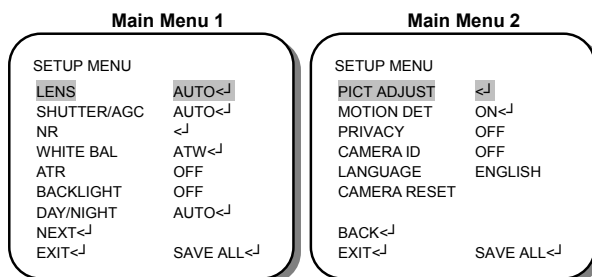 Main Menu 1
SETUP MENU
LENS AUTO<┘
SHUTTER/AGC AUTO<┘
NR <┘
WHITE BAL ATW<┘
ATR OFF
BACKLIGHT OFF
DAY/NIGHT AUTO<┘
NEXT<┘
EXIT<┘ SAVE ALL<┘
Main Menu 2
SETUP MENU
PICT ADJUST <┘
MOTION DET ON<┘
PRIVACY OFF
CAMERA ID OFF
LANGUAGE ENGLISH
CAMERA RESET
BACK<┘
EXIT<┘ SAVE ALL<┘